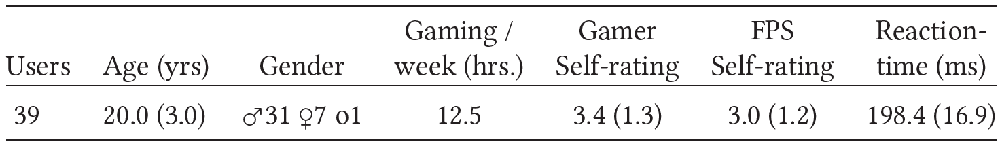 Gaming / Gamer FPS Reaction-
Users Age (yrs) Gender week (hrs.) Self-rating Self-rating time (ms)
39 20.0 (3.0) ♂31 ♀7 o1 12.5 3.4 (1.3) 3.0 (1.2) 198.4 (16.9)